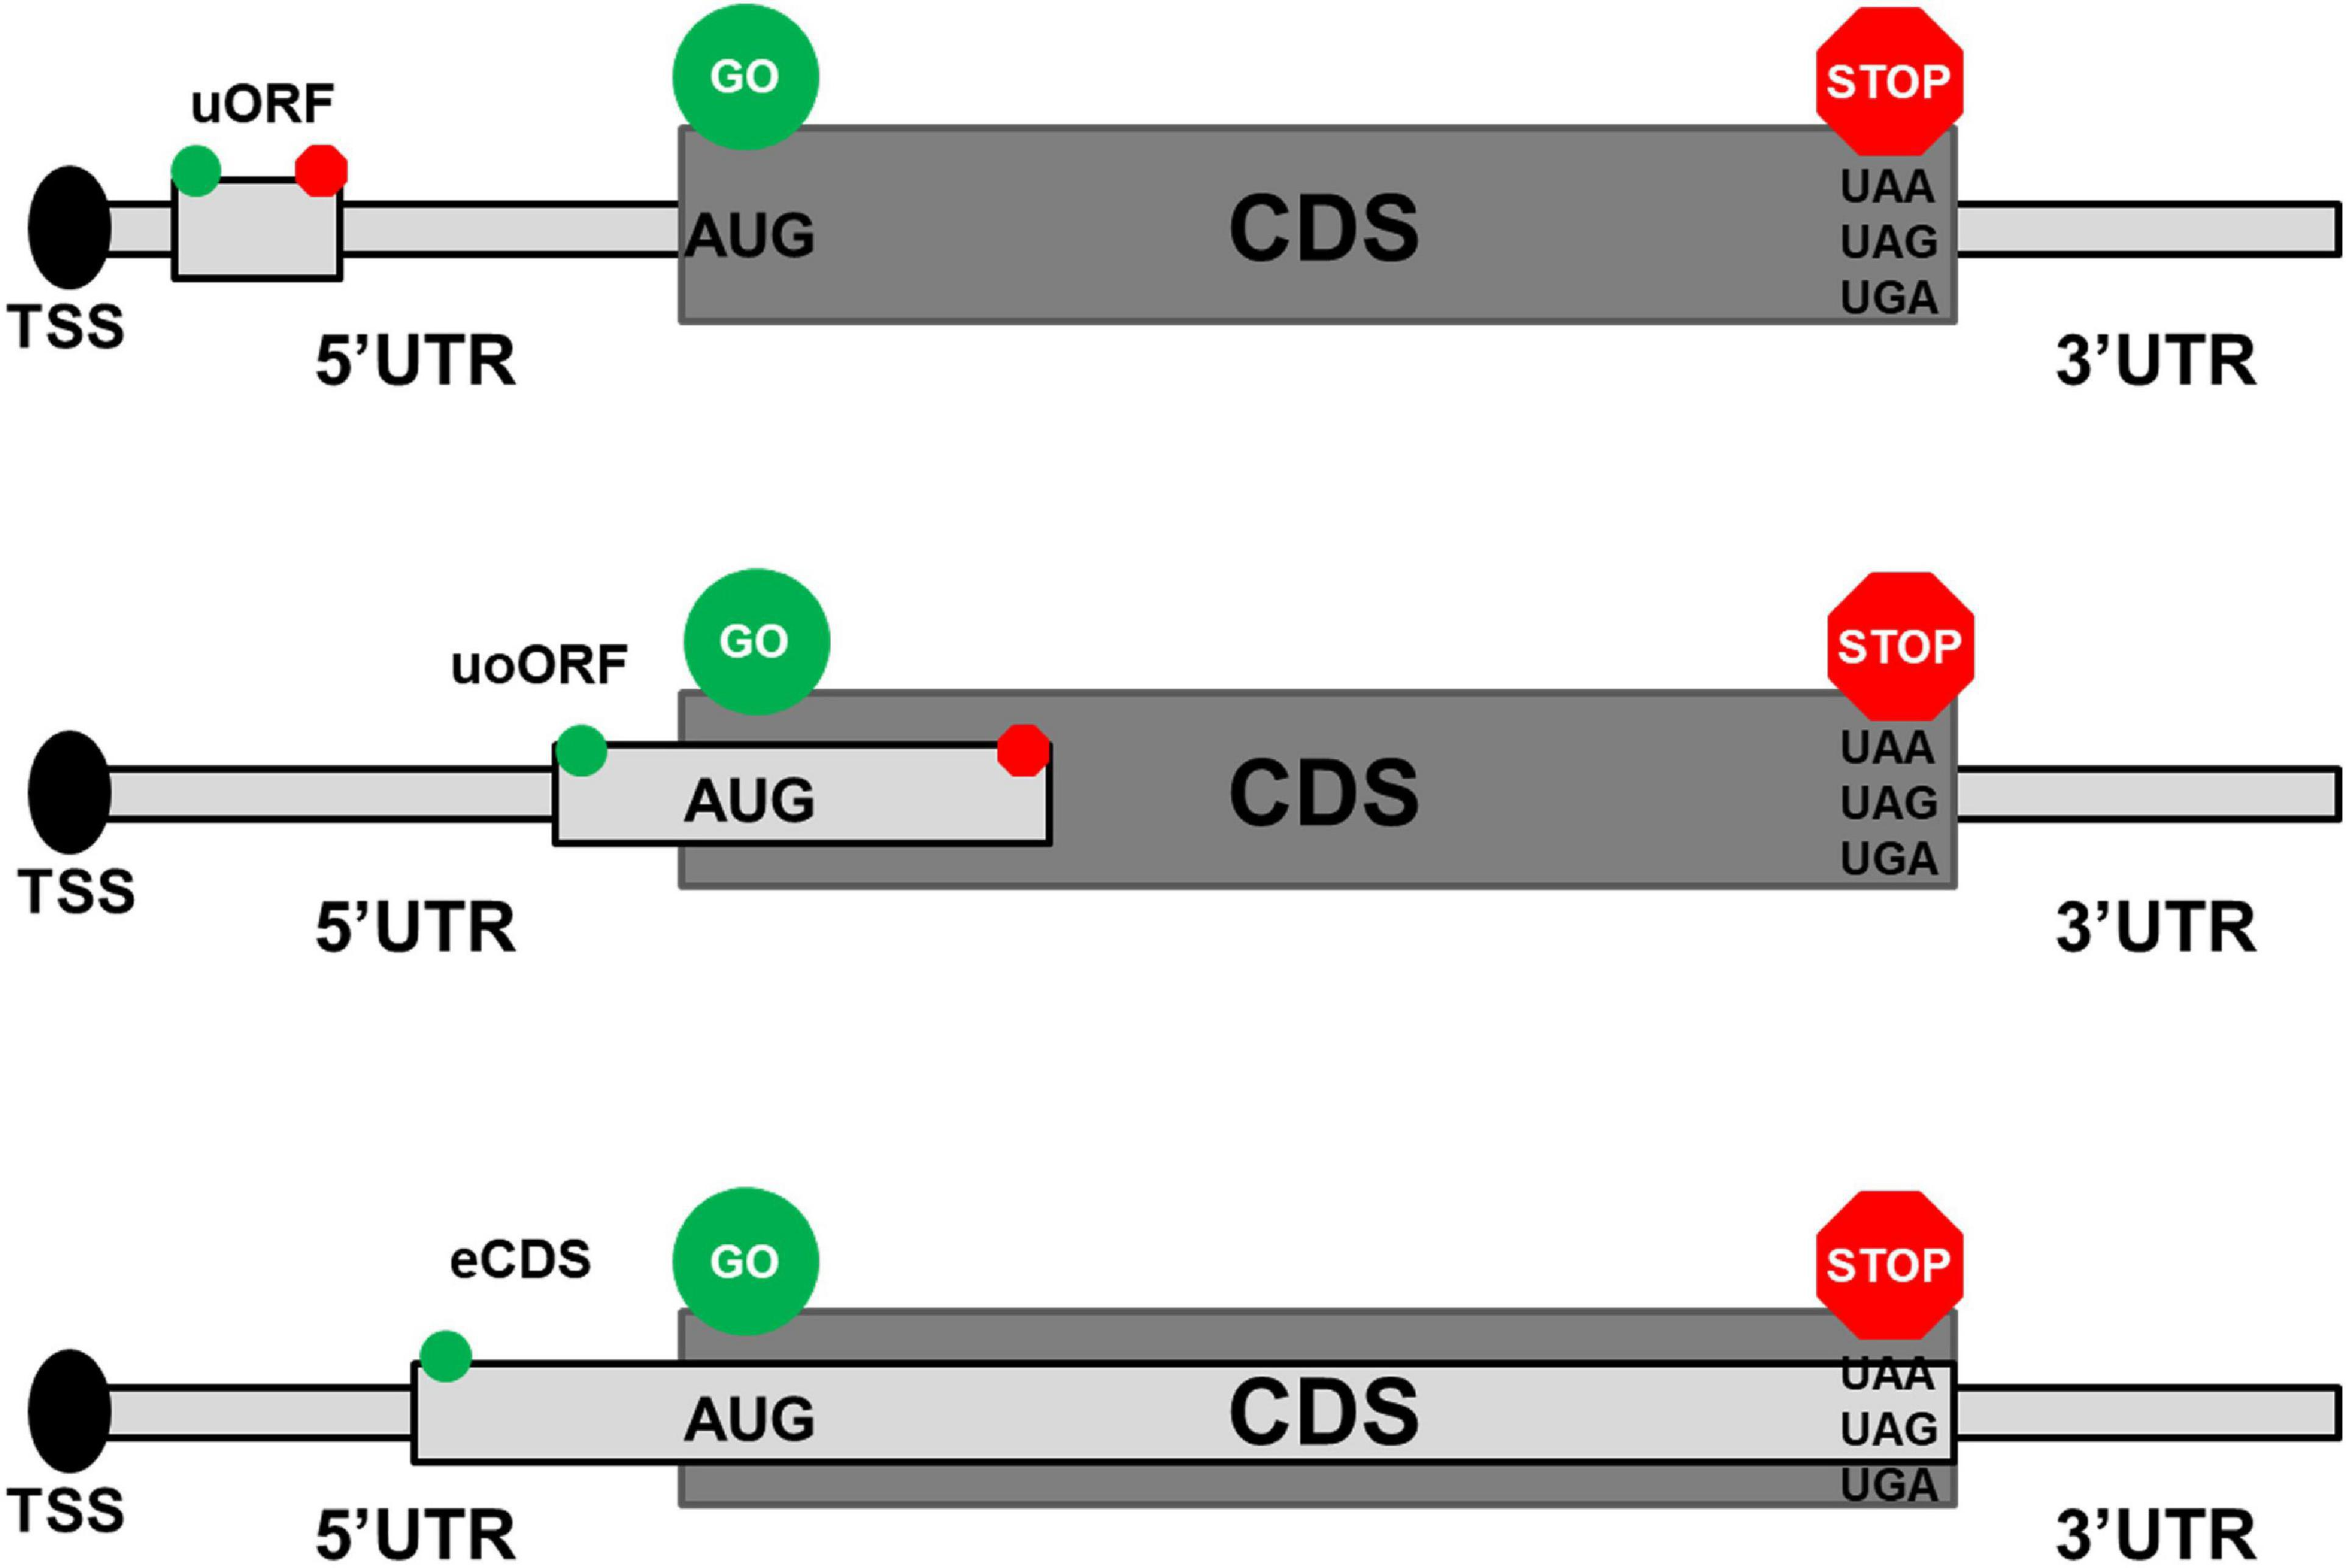 GO
STOP
uORF
UAA
AUG
CDS
UAG
UGA
TSS
5’UTR
3’UTR
GO
STOP
uoORF
UAA
AUG
CDS
UAG
UGA
TSS
5’UTR
3’UTR
GO
STOP
eCDS
UAA
AUG
CDS
UAG
UGA
TSS
5’UTR
3’UTR